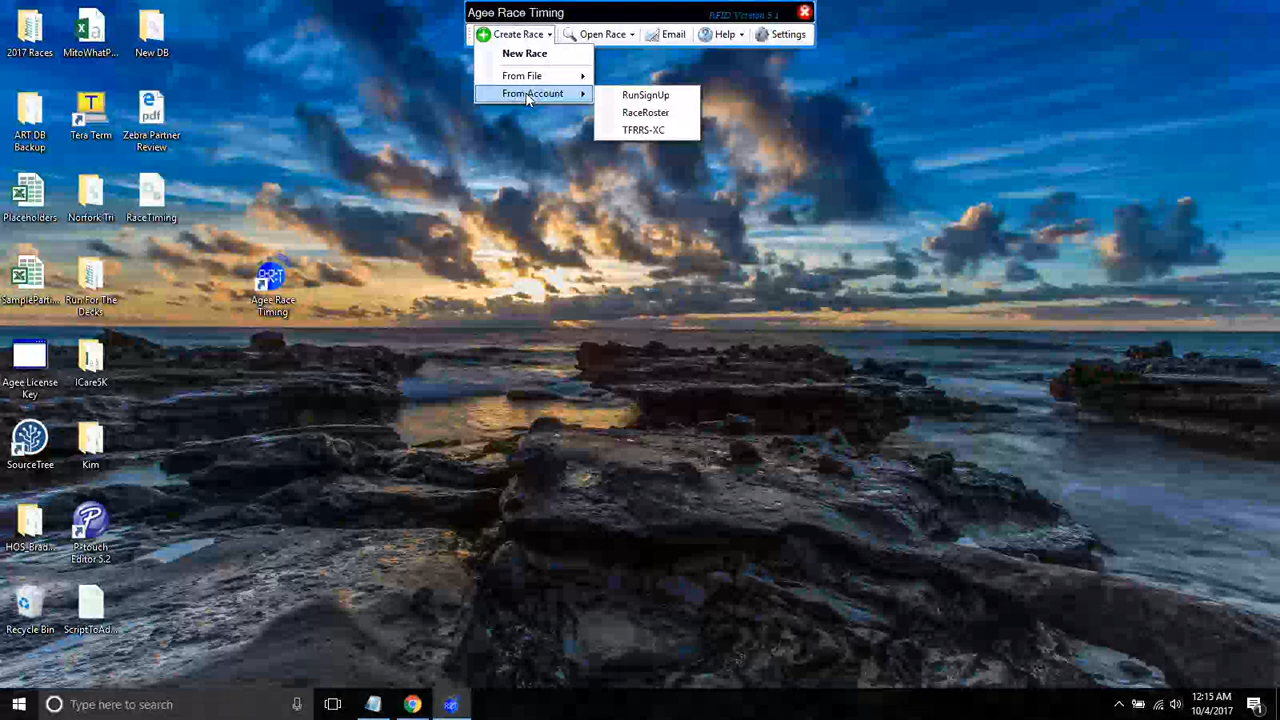 Agee Race Timing
RFID Version 5.1
Create Race
Open Race
Email
Help
Settings
New Race
From File
From Account
RunSignUp
RaceRoster
TFRRS-XC
2017 Races
MitoWhatP...
New DB
ART DB
Backup
Tera Term
Zebra Partner
Review
Placeholders
Norfork Tri
RaceTiming
SampleParti...
Run For The
Decks
Agee Race
Timing
Agee License
Key
ICare5K
SourceTree
Kim
HOS-Brad...
P-touch
Editor 5.2
Recycle Bin
ScriptToAd...
Type here to search
12:15 AM
10/4/2017